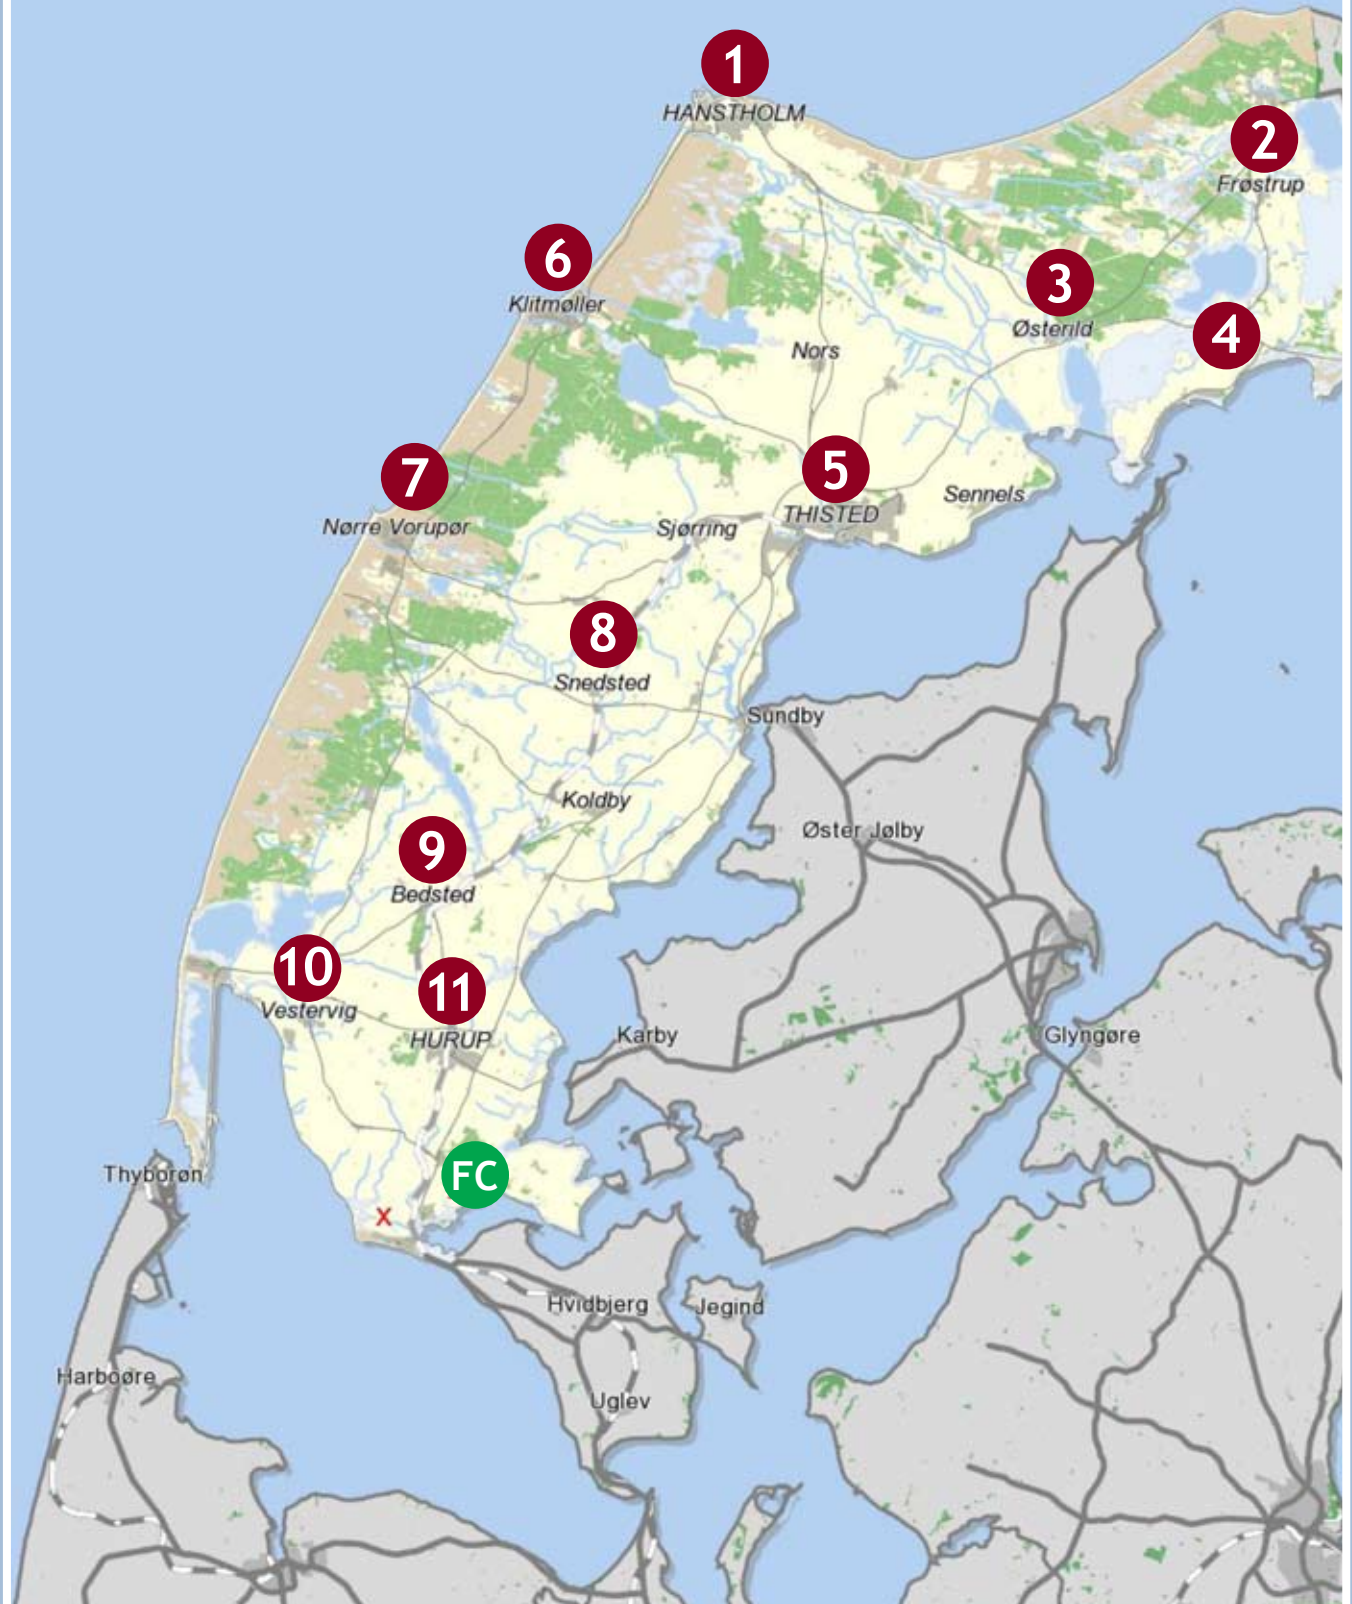 1
HANSTHOLM
2
Frøstrup
6
Klitmøller
3
Østerild
4
Nors
5
THISTED
Sennels
7
Nørre Vorupør
Sjørring
8
Snedsted
Sundby
Koldby
Øster Jølby
9
Bedsted
10
Vestervig
11
HURUP
Karby
Glyngøre
FC
Thyborøn
X
Hvidbjerg
Jegind
Harboøre
Uglev